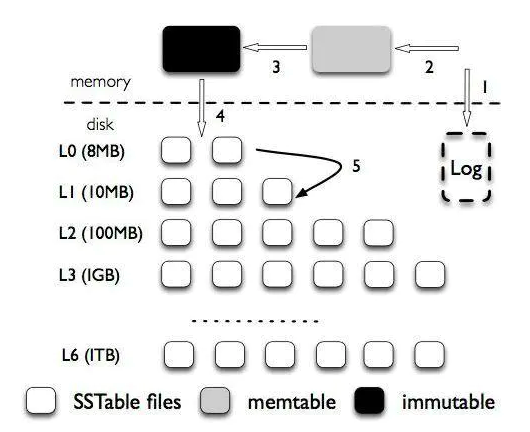 3
2
1
memory
4
disk
L0 (8MB)
5
Log
L1 (10MB)
L2 (100MB)
L3 (1GB)
L6 (1TB)
SSTable files
memtable
immutable